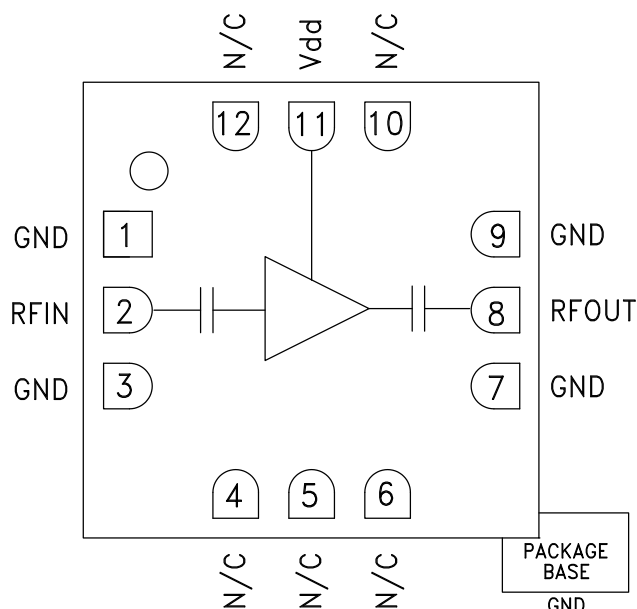 N/C
Vdd
N/C
12
11
10
GND
1
9
GND
RFIN
2
8
RFOUT
GND
3
7
GND
4
5
6
N/C
N/C
N/C
PACKAGE
BASE
GND